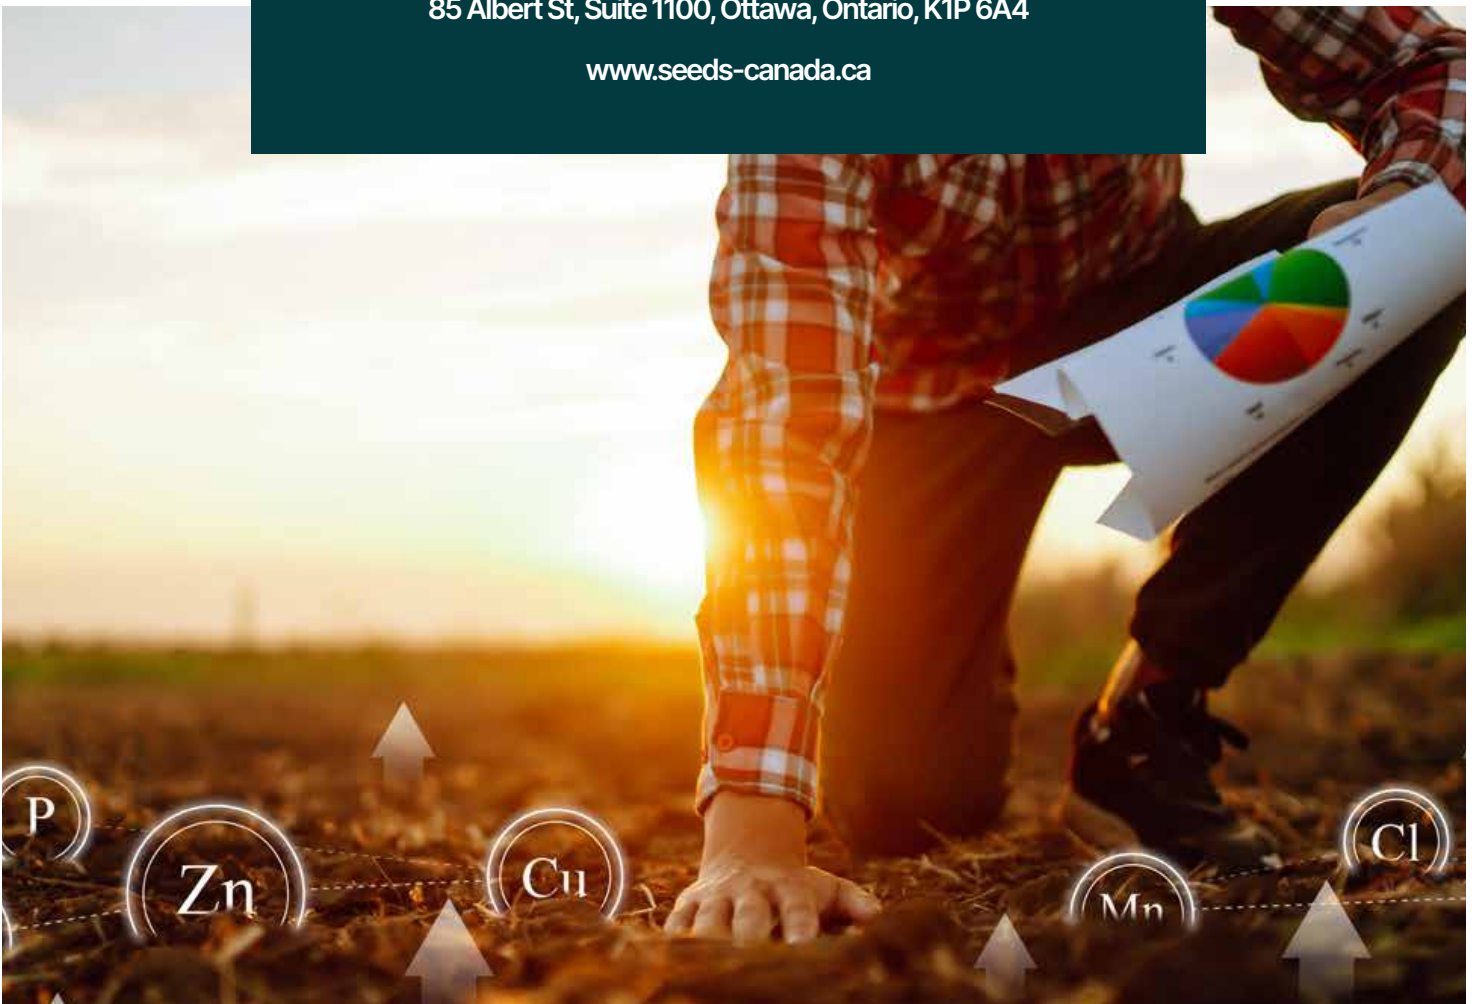 85 Albert St, Suite 1100, Ottawa, Ontario, K1P 6A4
www.seeds-canada.ca
P
Zn
Cu
Mn
Cl